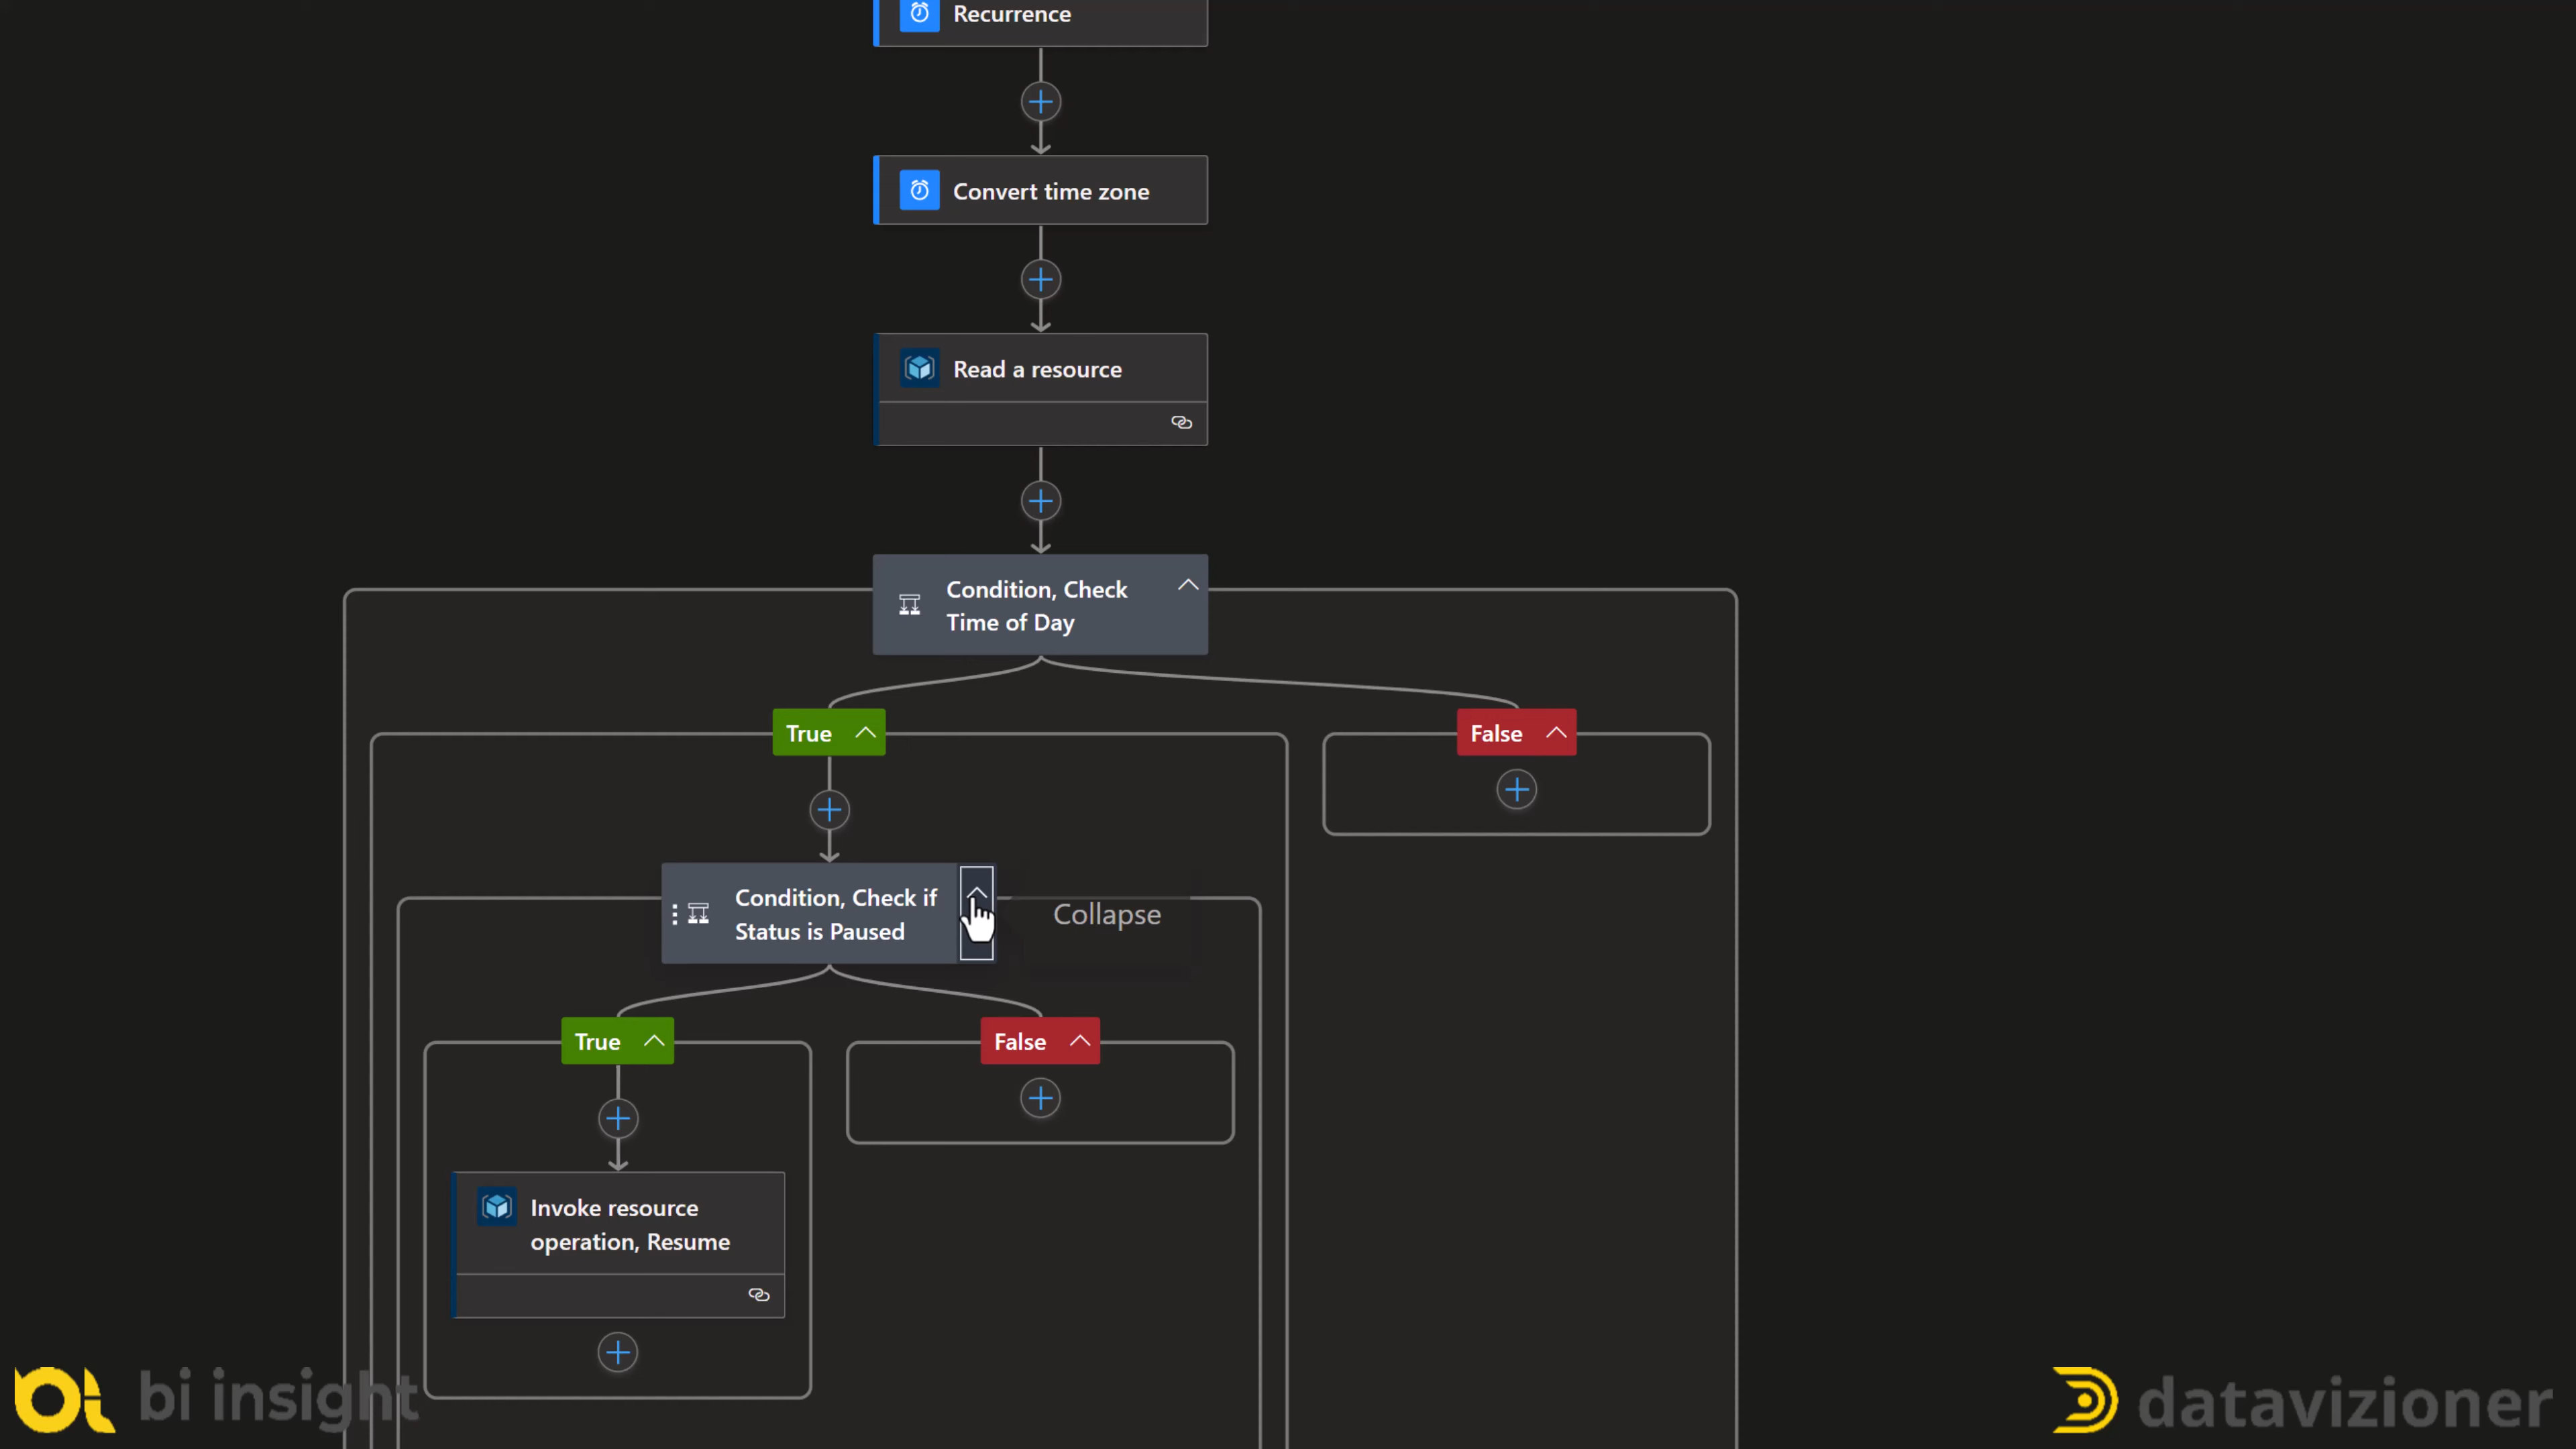 Recurrence
Convert time zone
Read a resource
Condition, Check
Time of Day
True
False
Condition, Check if
Status is Paused
Collapse
True
False
Invoke resource
operation, Resume
bi insight
datavizioner